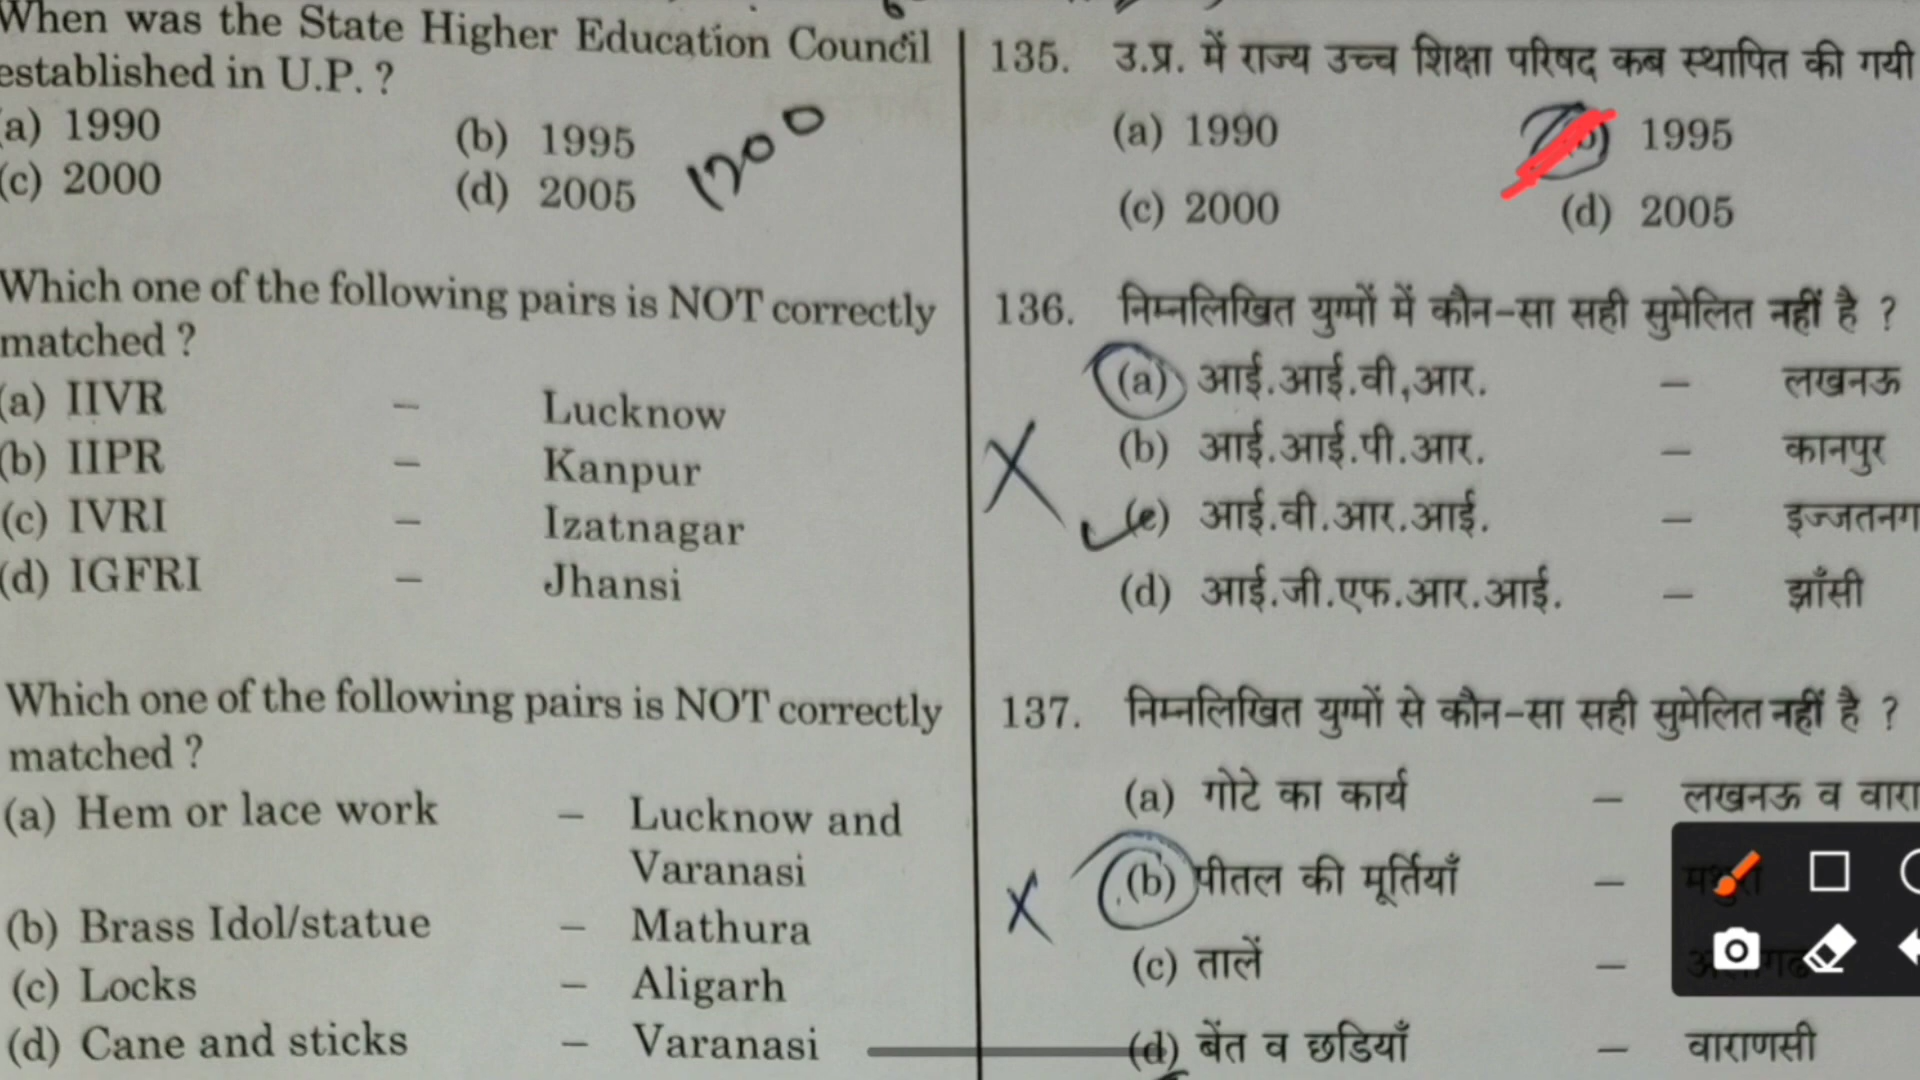 When was the State Higher Education Council
established in U.P. ?
(a) 1990
(b) 1995
(c) 2000
(d) 2005
Which one of the following pairs is NOT correctly
matched ?
(a) IIVR – Lucknow
(b) IIPR – Kanpur
(c) IVRI – Izatnagar
(d) IGFRI – Jhansi
Which one of the following pairs is NOT correctly
matched ?
(a) Hem or lace work – Lucknow and
Varanasi
(b) Brass Idol/statue – Mathura
(c) Locks – Aligarh
(d) Cane and sticks – Varanasi
135. उ.प्र. में राज्य उच्च शिक्षा परिषद कब स्थापित की गयी
(a) 1990
(b) 1995
(c) 2000
(d) 2005
136. निम्नलिखित युग्मों में कौन-सा सही सुमेलित नहीं है ?
(a) आई.आई.वी,आर. – लखनऊ
(b) आई.आई.पी.आर. – कानपुर
(c) आई.वी.आर.आई. – इज्जतनग
(d) आई.जी.एफ.आर.आई. – झाँसी
137. निम्नलिखित युग्मों से कौन-सा सही सुमेलित नहीं है ?
(a) गोटे का कार्य – लखनऊ व वारा
(b) पीतल की मूर्तियाँ –
(c) तालें –
(d) बेंत व छडियाँ – वाराणसी